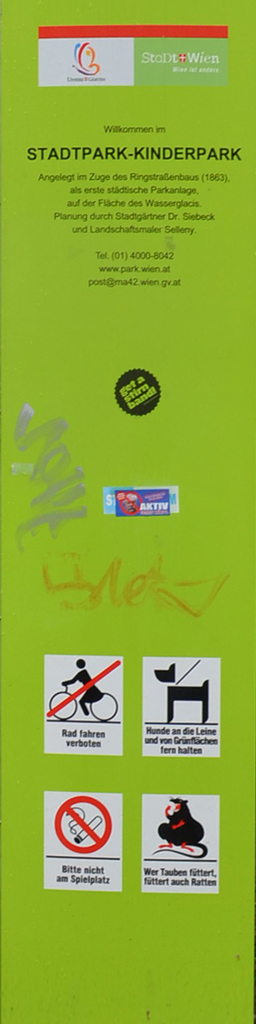 StaDt Wien
Wien ist anders.
Willkommen im
STADTPARK-KINDERPARK
Angelegt im Zuge des Ringstraßenbaus (1863),
als erste städtische Parkanlage,
auf der Fläche des Wasserglacis.
Planung durch Stadtgärtner Dr. Siebeck
und Landschaftsmaler Selleny.
Tel. (01) 4000-8042
www.park.wien.at
post@ma42.wien.gv.at
get a
stirn
band!
AKTIV
Rad fahren
verboten
Hunde an die Leine
und von Grünflächen
fern halten
Bitte nicht
am Spielplatz
Wer Tauben füttert,
füttert auch Ratten